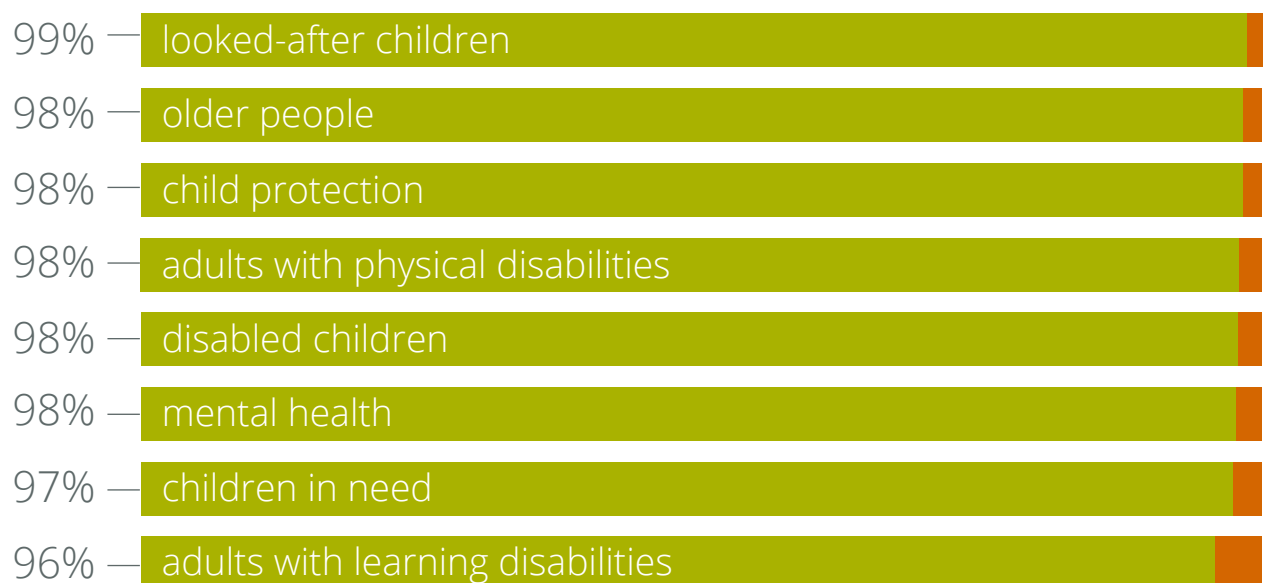 99% looked-after children
98% older people
98% child protection
98% adults with physical disabilities
98% disabled children
98% mental health
97% children in need
96% adults with learning disabilities